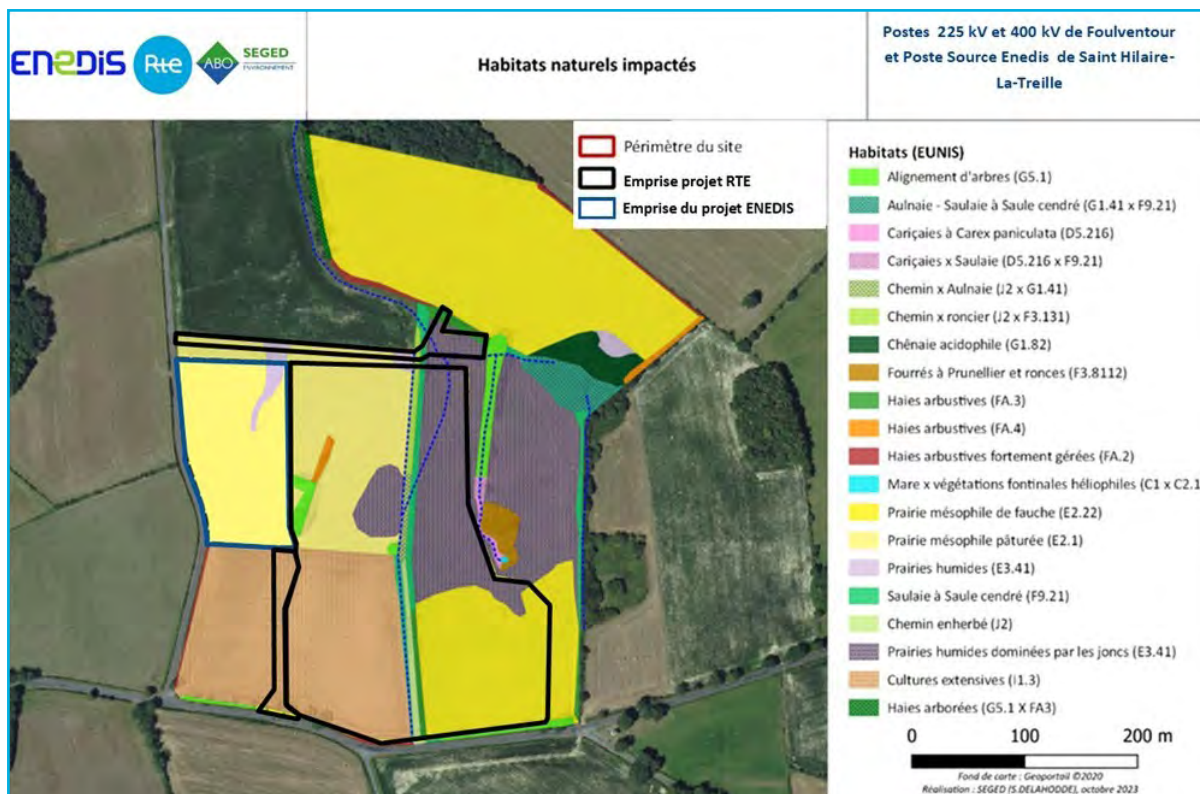 ENEDIS
Rte
ABO
SEGED
ENVIRONNEMENT
Habitats naturels impactés
Postes 225 kV et 400 kV de Foulventour
et Poste Source Enedis de Saint Hilaire-
La-Treille
Périmètre du site
Emprise projet RTE
Emprise du projet ENEDIS
Habitats (EUNIS)
Alignement d'arbres (G5.1)
Aulnaie - Saulaie à Saule cendré (G1.41 x F9.21)
Cariçaies à Carex paniculata (D5.216)
Cariçaies x Saulaie (D5.216 x F9.21)
Chemin x Aulnaie (J2 x G1.41)
Chemin x roncier (J2 x F3.131)
Chênaie acidophile (G1.82)
Fourrés à Prunellier et ronces (F3.8112)
Haies arbustives (FA.3)
Haies arbustives (FA.4)
Haies arbustives fortement gérées (FA.2)
Mare x végétations fontinales héliophiles (C1 x C2.1
Prairie mésophile de fauche (E2.22)
Prairie mésophile pâturée (E2.1)
Prairies humides (E3.41)
Saulaie à Saule cendré (F9.21)
Chemin enherbé (J2)
Prairies humides dominées par les joncs (E3.41)
Cultures extensives (I1.3)
Haies arborées (G5.1 X FA3)
0 100 200 m
Fond de carte : Geoportail ©2020
Réalisation : SEGED (S.DELAHODDE), octobre 2023